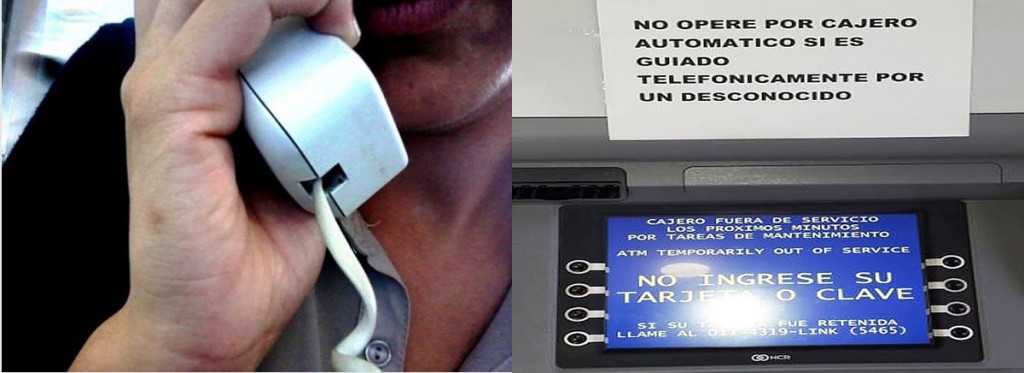 NO OPERE POR CAJERO
AUTOMATICO SI ES
GUIADO
TELEFONICAMENTE POR
UN DESCONOCIDO
CAJERO FUERA DE SERVICIO
LOS PROXIMOS MINUTOS
POR TAREAS DE MANTENIMIENTO
ATM TEMPORARILY OUT OF SERVICE
NO INGRESE SU
TARJETA O CLAVE
SI SU FUE RETENIDA
LLAME AL -LINK (5465)
NCR